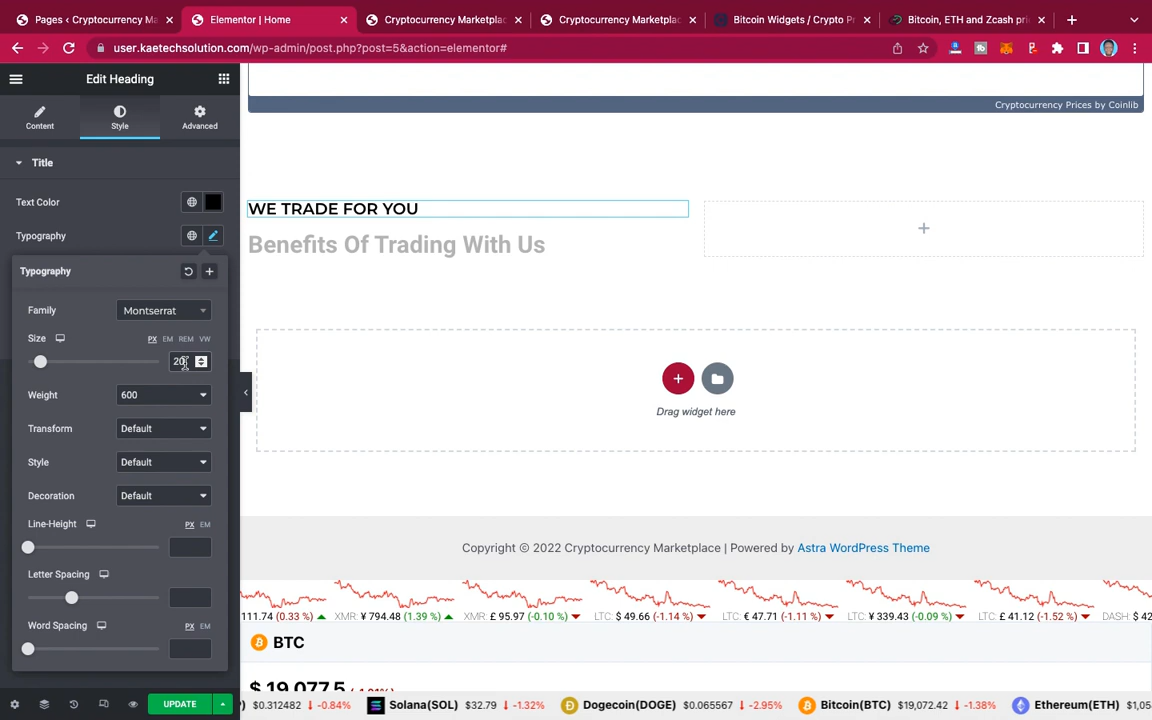 Pages ‹ Cryptocurrency Ma
Elementor | Home
Cryptocurrency Marketplac
Cryptocurrency Marketplac
Bitcoin Widgets / Crypto Pr
Bitcoin, ETH and Zcash pri
user.kaetechsolution.com/wp-admin/post.php?post=5&action=elementor#
Edit Heading
Content
Style
Advanced
Title
Text Color
Typography
Typography
Family
Montserrat
Size
PX EM REM VW
20
Weight
600
Transform
Default
Style
Default
Decoration
Default
Line-Height
PX EM
Letter Spacing
Word Spacing
PX EM
UPDATE
Cryptocurrency Prices by Coinlib
WE TRADE FOR YOU
Benefits Of Trading With Us
Drag widget here
Copyright © 2022 Cryptocurrency Marketplace | Powered by Astra WordPress Theme
111.74 (0.33 %)
XMR: ¥ 794.48 (1.39 %)
XMR: £ 95.97 (-0.10 %)
LTC: $ 49.66 (-1.14 %)
LTC: € 47.71 (-1.11 %)
LTC: ¥ 339.43 (-0.09 %)
LTC: £ 41.12 (-1.52 %)
DASH: $ 42
BTC
$ 19,077.5
) $0.312482 ↓ -0.84%
Solana(SOL) $32.79 ↓ -1.32%
Dogecoin(DOGE) $0.065567 ↓ -2.95%
Bitcoin(BTC) $19,072.42 ↓ -1.38%
Ethereum(ETH) $1,05